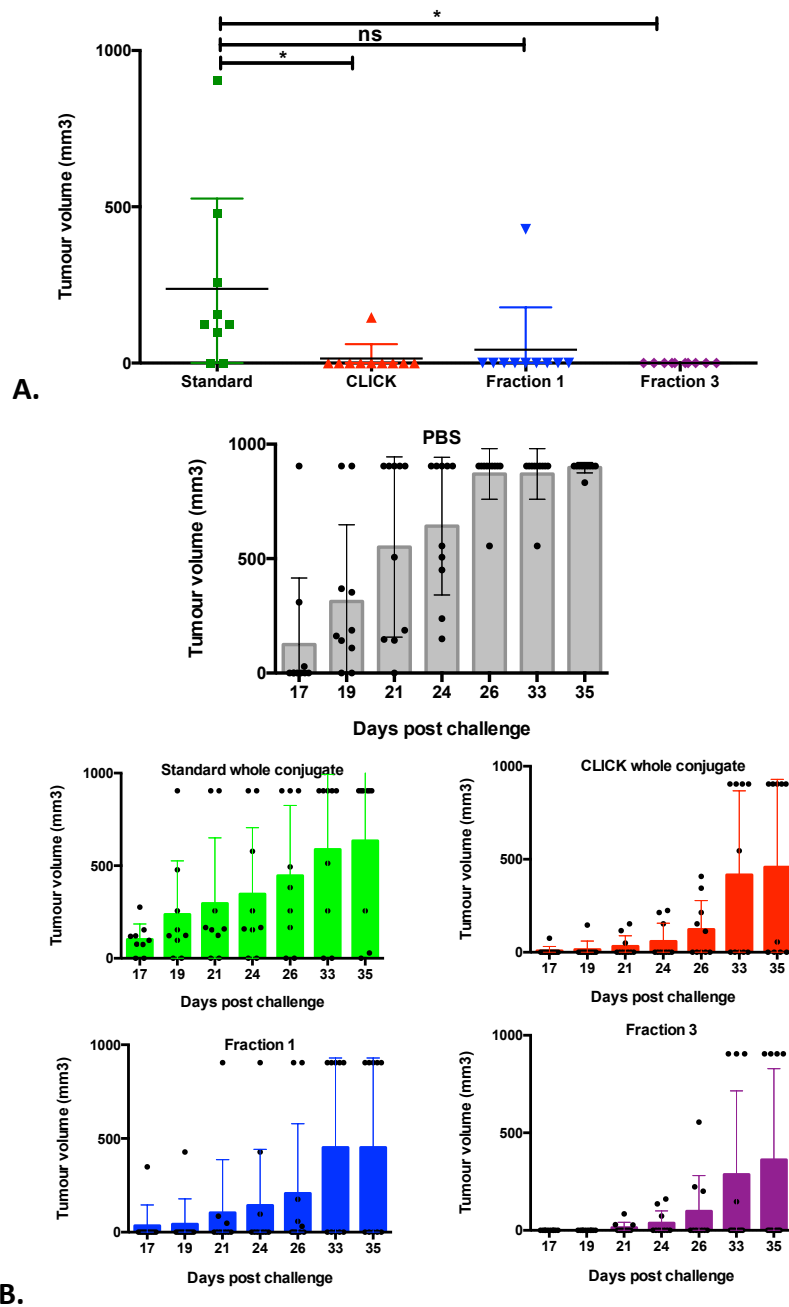 *
ns
*
1000
500
0
Tumour volume (mm3)
Standard CLICK Fraction 1 Fraction 3
A.
PBS
1000
500
0
Tumour volume (mm3)
17 19 21 24 26 33 35
Days post challenge
Standard whole conjugate
1000
500
0
Tumour volume (mm3)
17 19 21 24 26 33 35
Days post challenge
CLICK whole conjugate
1000
500
0
Tumour volume (mm3)
17 19 21 24 26 33 35
Days post challenge
Fraction 1
1000
500
0
Tumour volume (mm3)
17 19 21 24 26 33 35
Days post challenge
Fraction 3
1000
500
0
Tumour volume (mm3)
17 19 21 24 26 33 35
Days post challenge
B.